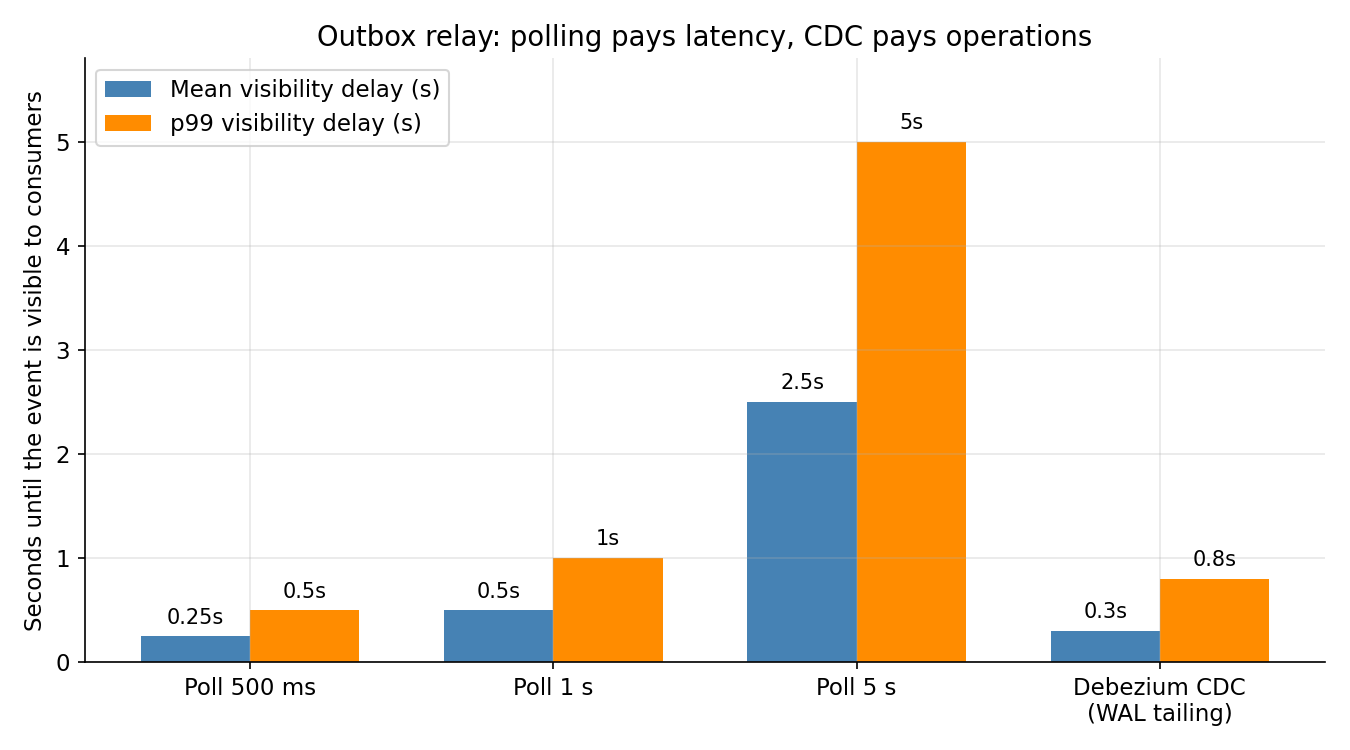 Outbox relay: polling pays latency, CDC pays operations
Mean visibility delay (s)
p99 visibility delay (s)
Seconds until the event is visible to consumers
5
4
3
2
1
0
0.25s
0.5s
0.5s
1s
2.5s
5s
0.3s
0.8s
Poll 500 ms
Poll 1 s
Poll 5 s
Debezium CDC
(WAL tailing)